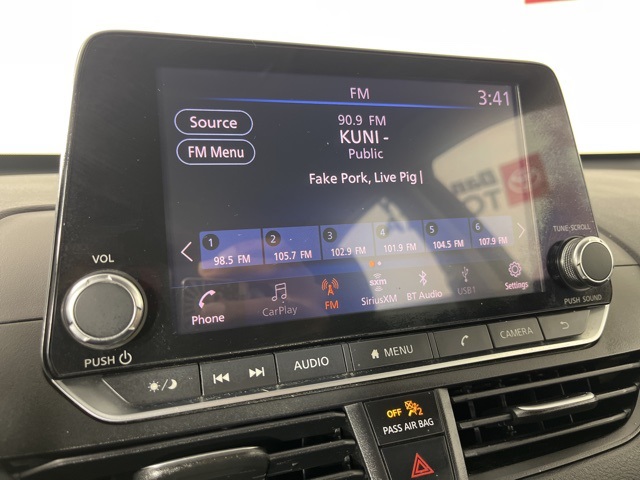 FM
3:41
Source
90.9 FM
KUNI -
FM Menu
Public
Fake Pork, Live Pig|
1 2 3 4 5 6
98.5 FM 105.7 FM 102.9 FM 101.9 FM 104.5 FM 107.9 FM
Phone CarPlay FM sxm SiriusXM BT Audio USB1 Settings
VOL
PUSH
TUNE·SCROLL
PUSH SOUND
AUDIO MENU CAMERA
OFF 2
PASS AIR BAG